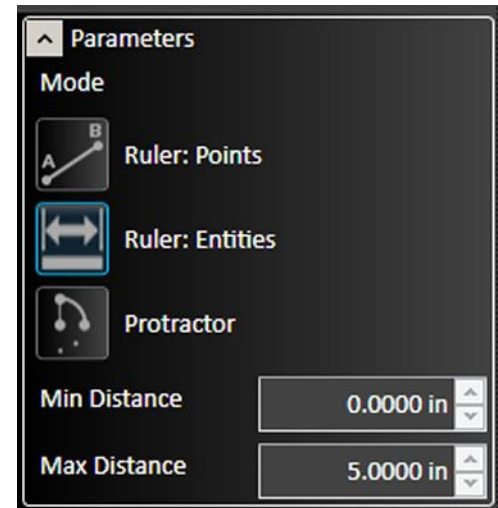 Parameters
Mode
A B
Ruler: Points
Ruler: Entities
Protractor
Min Distance 0.0000 in
Max Distance 5.0000 in